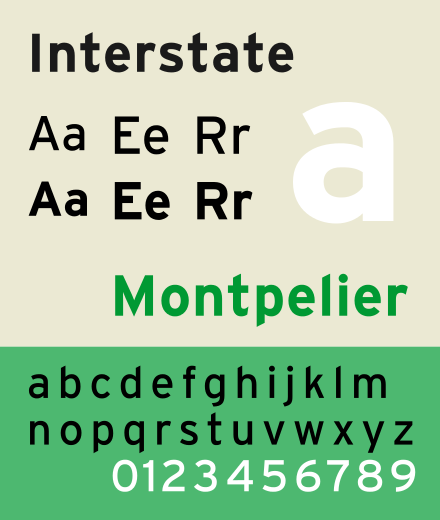 Interstate
Aa Ee Rr
a
Aa Ee Rr
Montpelier
abcdefghijklm
nopqrstuvwxyz
0123456789